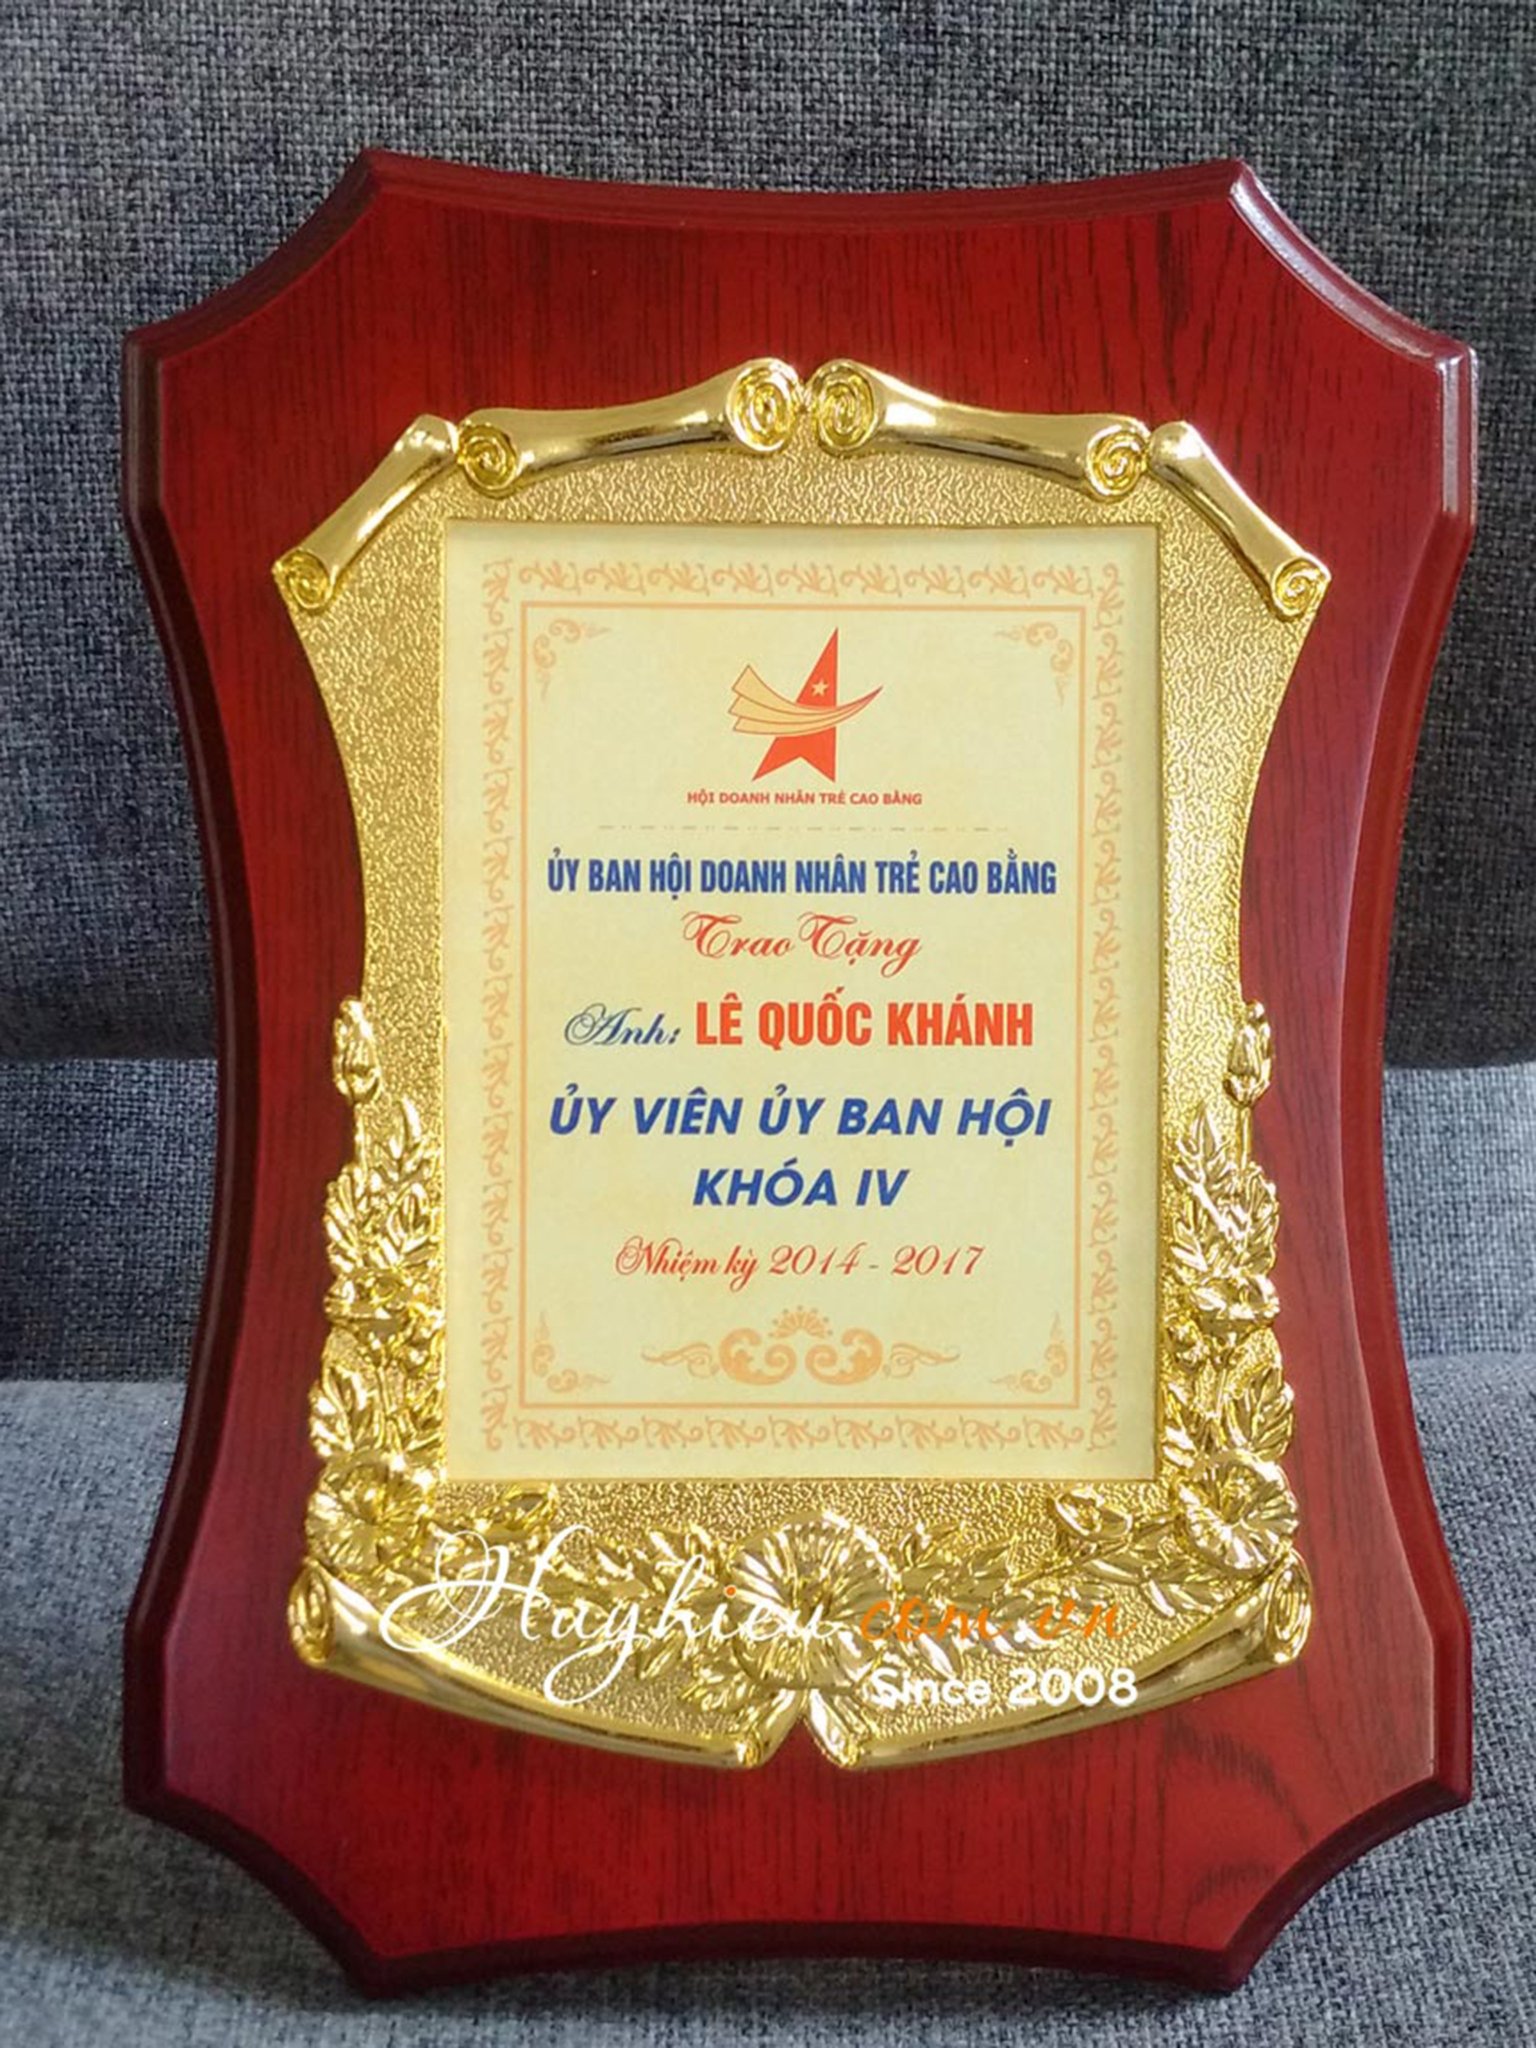 HỘI DOANH NHÂN TRẺ CAO BẰNG
ỦY BAN HỘI DOANH NHÂN TRẺ CAO BẰNG
Trao Tặng
Anh: LÊ QUỐC KHÁNH
ỦY VIÊN ỦY BAN HỘI
KHÓA IV
Nhiệm kỳ 2014 - 2017
Huyhieu.com.vn
Since 2008